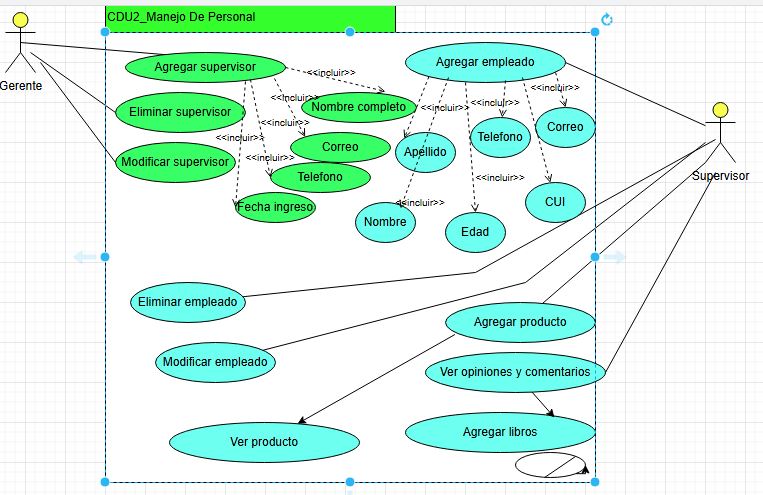 CDU2_Manejo De Personal
Gerente
Agregar supervisor
Agregar empleado
<<incluir>>
<<incluir>>
Nombre completo
<<incluir>>
<<incluir>>
<<incluir>>
Eliminar supervisor
<<incluir>>
Correo
Telefono
<<incluir>>
Correo
Apellido
Modificar supervisor
<<incluir>>
Telefono
Supervisor
<<incluir>>
Fecha ingreso
<<incluir>>
CUI
Nombre
Edad
Eliminar empleado
Agregar producto
Modificar empleado
Ver opiniones y comentarios
Ver producto
Agregar libros